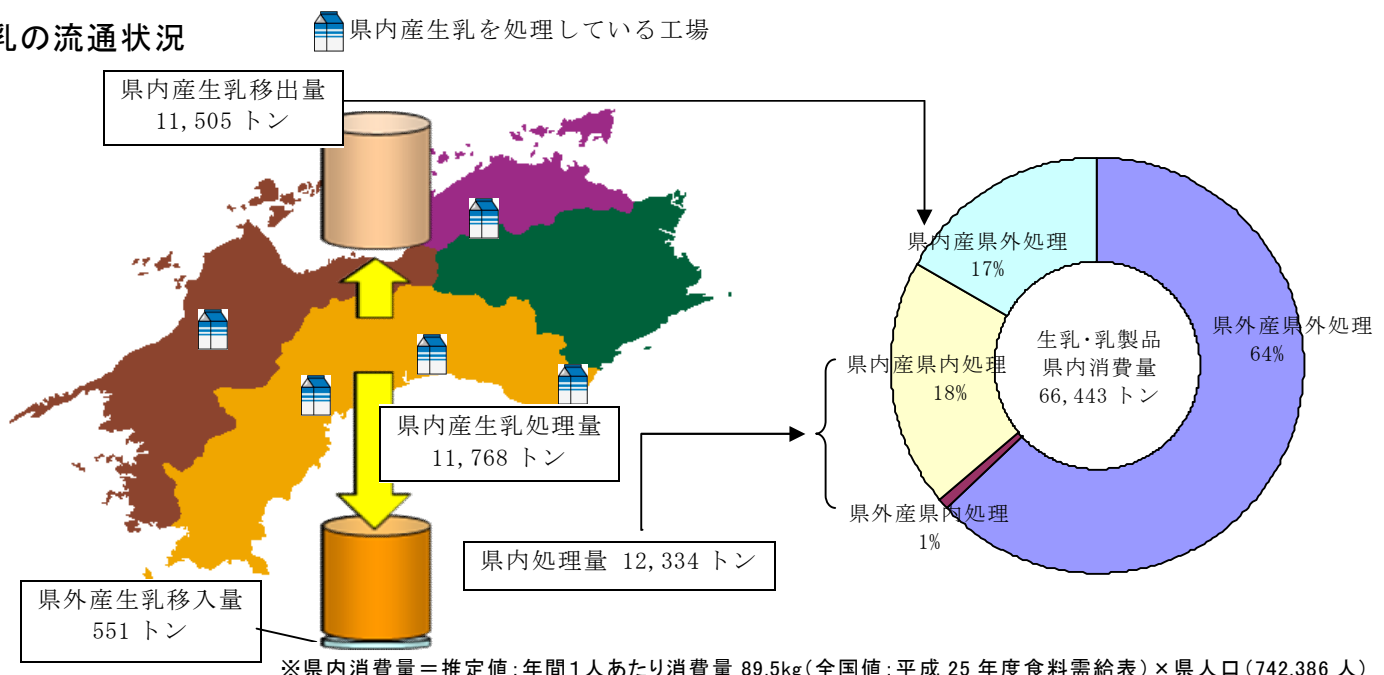 乳の流通状況
県内産生乳を処理している工場
県内産生乳移出量
11,505 トン
県内産県外処理
17%
県外産県外処理
64%
生乳・乳製品
県内消費量
66,443 トン
県内産県内処理
18%
県内産生乳処理量
11,768 トン
県外産県内処理
1%
県内処理量 12,334 トン
県外産生乳移入量
551 トン
※県内消費量＝推定値：年間1人あたり消費量 89.5kg（全国値：平成 25 年度食料需給表）×県人口（742,386 人）